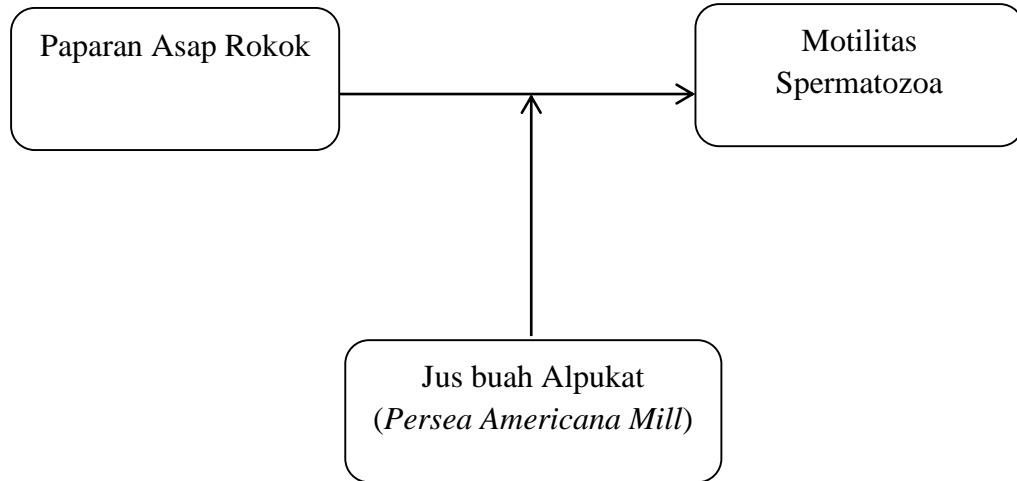 Paparan Asap Rokok
Motilitas
Spermatozoa
Jus buah Alpukat
(Persea Americana Mill)